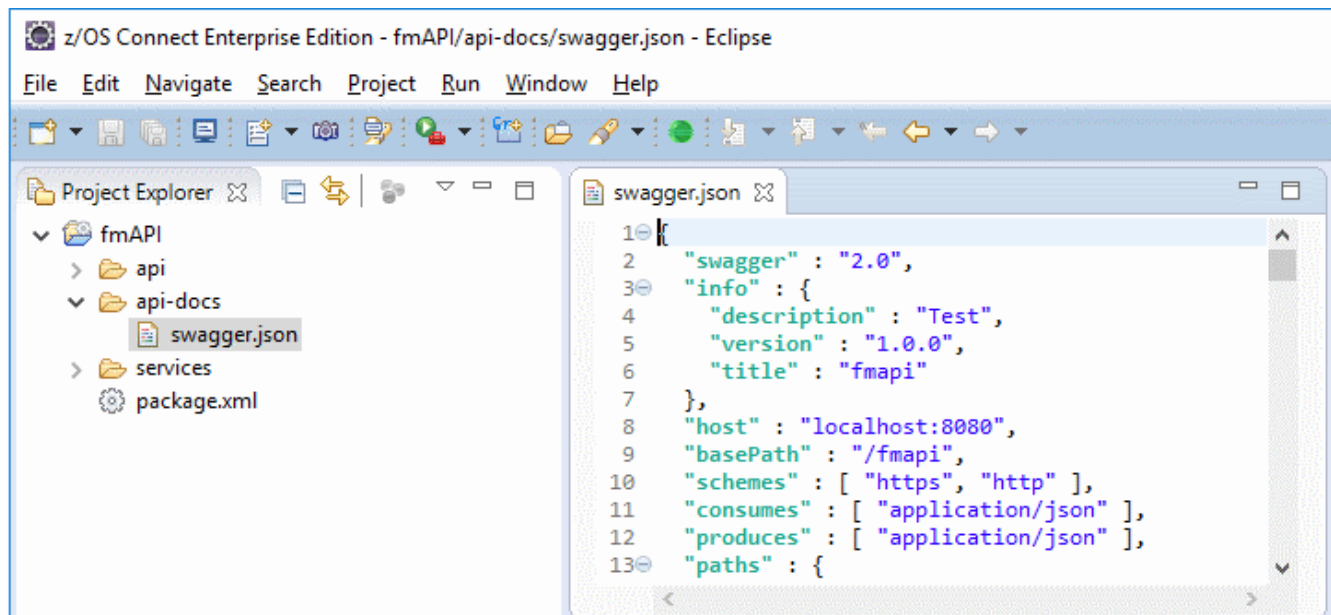 z/OS Connect Enterprise Edition - fmAPI/api-docs/swagger.json - Eclipse
File Edit Navigate Search Project Run Window Help
Project Explorer
fmAPI
api
api-docs
swagger.json
services
package.xml
swagger.json
1 {
2 "swagger" : "2.0",
3 "info" : {
4 "description" : "Test",
5 "version" : "1.0.0",
6 "title" : "fmapi"
7 },
8 "host" : "localhost:8080",
9 "basePath" : "/fmapi",
10 "schemes" : [ "https", "http" ],
11 "consumes" : [ "application/json" ],
12 "produces" : [ "application/json" ],
13 "paths" : {